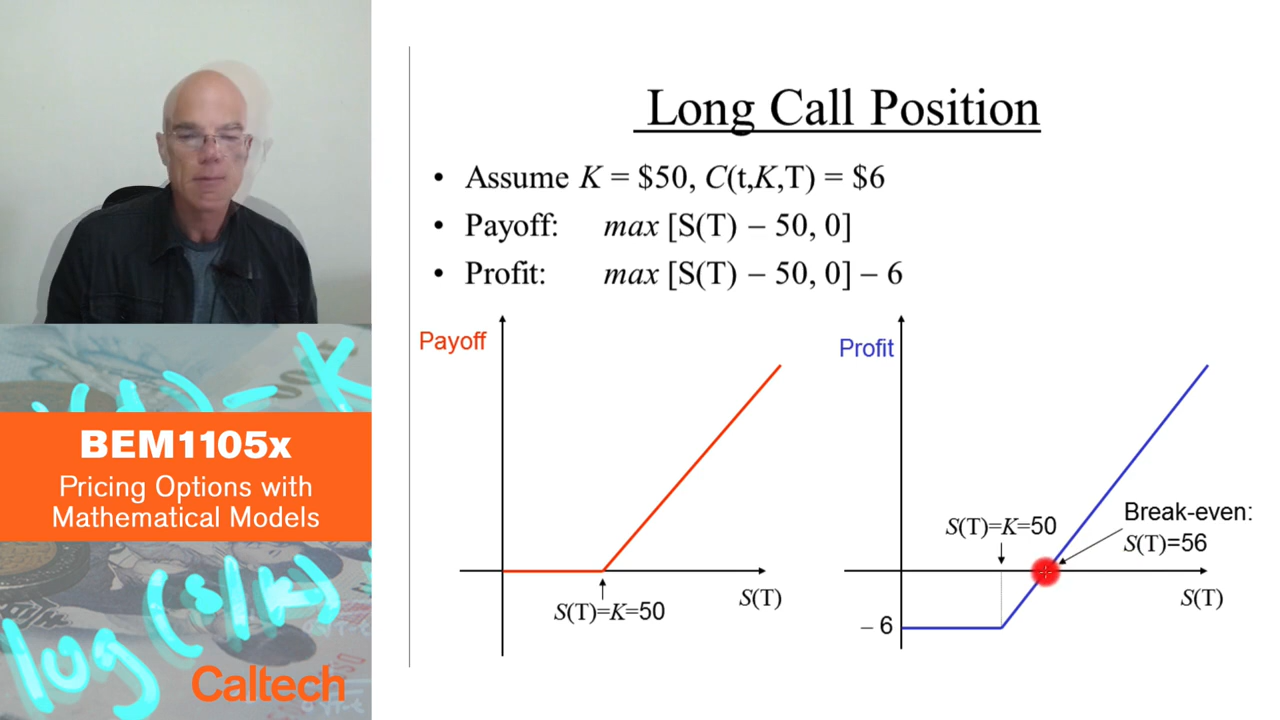 Long Call Position
• Assume K = $50, C(t,K,T) = $6
• Payoff: max [S(T) – 50, 0]
• Profit: max [S(T) – 50, 0] – 6
Payoff
S(T)=K=50
S(T)
Profit
S(T)=K=50
Break-even:
S(T)=56
– 6
S(T)
BEM1105x
Pricing Options with
Mathematical Models
log (s/k)
Caltech